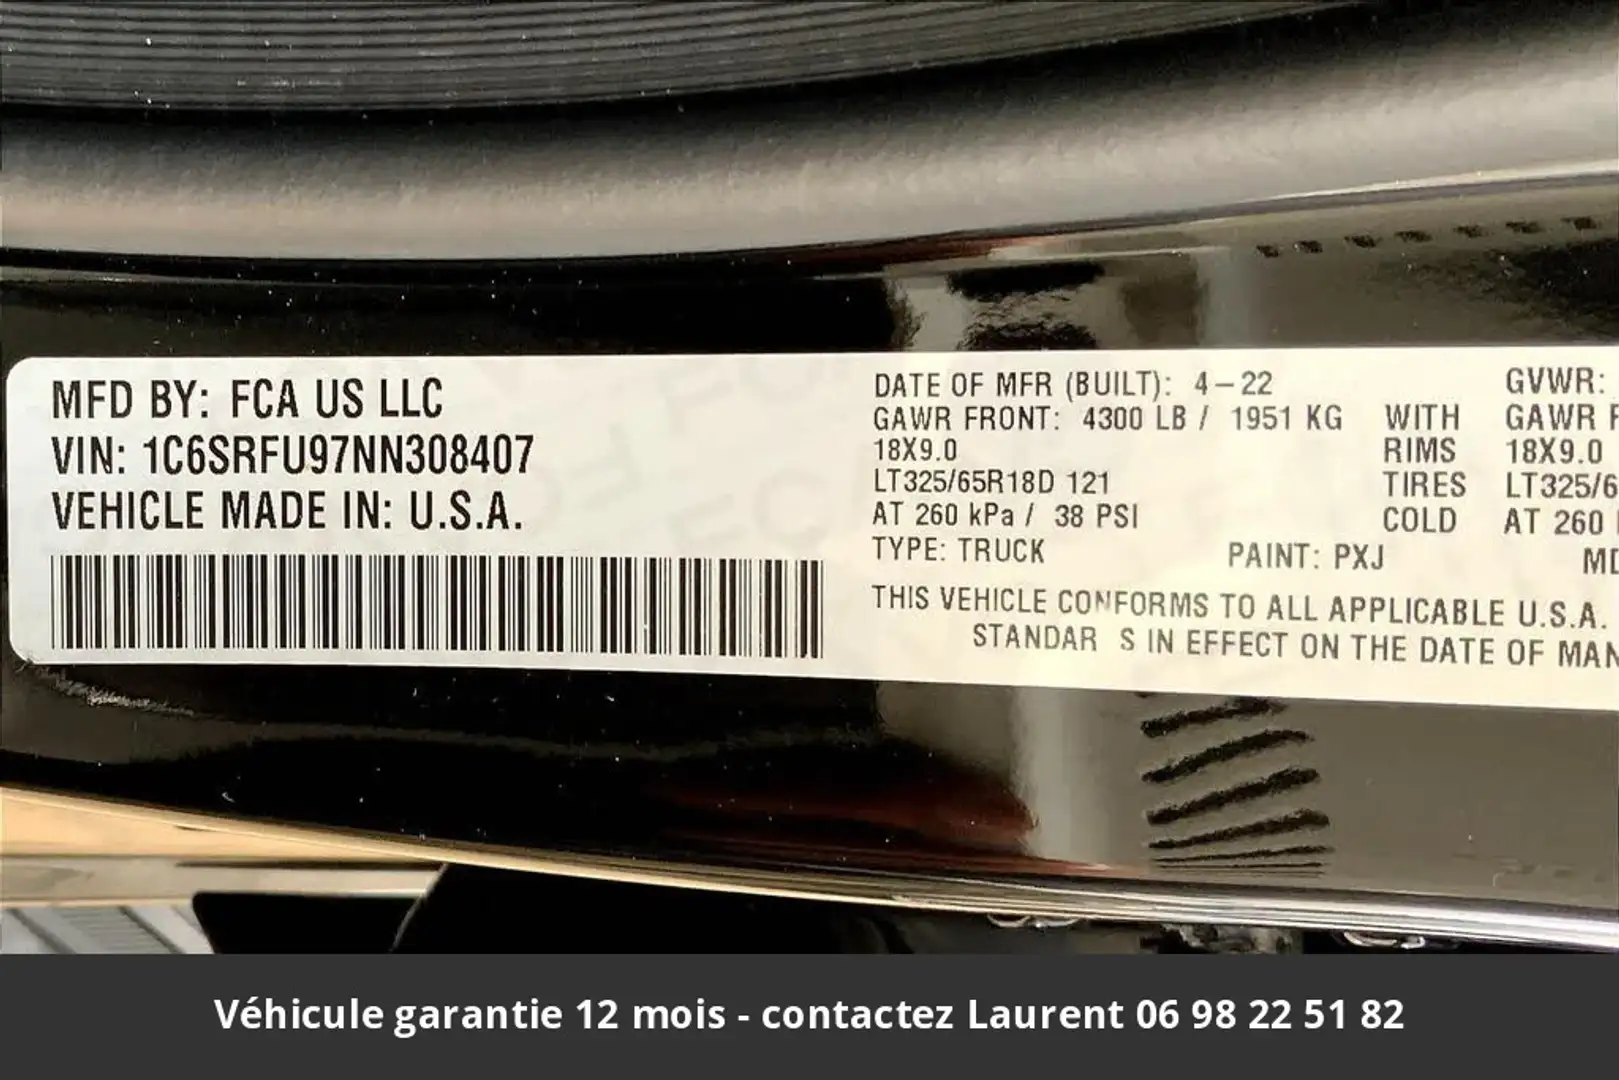 MFD BY: FCA US LLC
VIN: 1C6SRFU97NN308407
VEHICLE MADE IN: U.S.A.
DATE OF MFR (BUILT): 4-22 GVWR:
GAWR FRONT: 4300 LB / 1951 KG WITH GAWR
18X9.0 RIMS 18X9.0
LT325/65R18D 121 TIRES LT325/6
AT 260 kPa / 38 PSI COLD AT 260
TYPE: TRUCK PAINT: PXJ
THIS VEHICLE CONFORMS TO ALL APPLICABLE U.S.A.
STANDAR S IN EFFECT ON THE DATE OF MAN
Véhicule garantie 12 mois - contactez Laurent 06 98 22 51 82